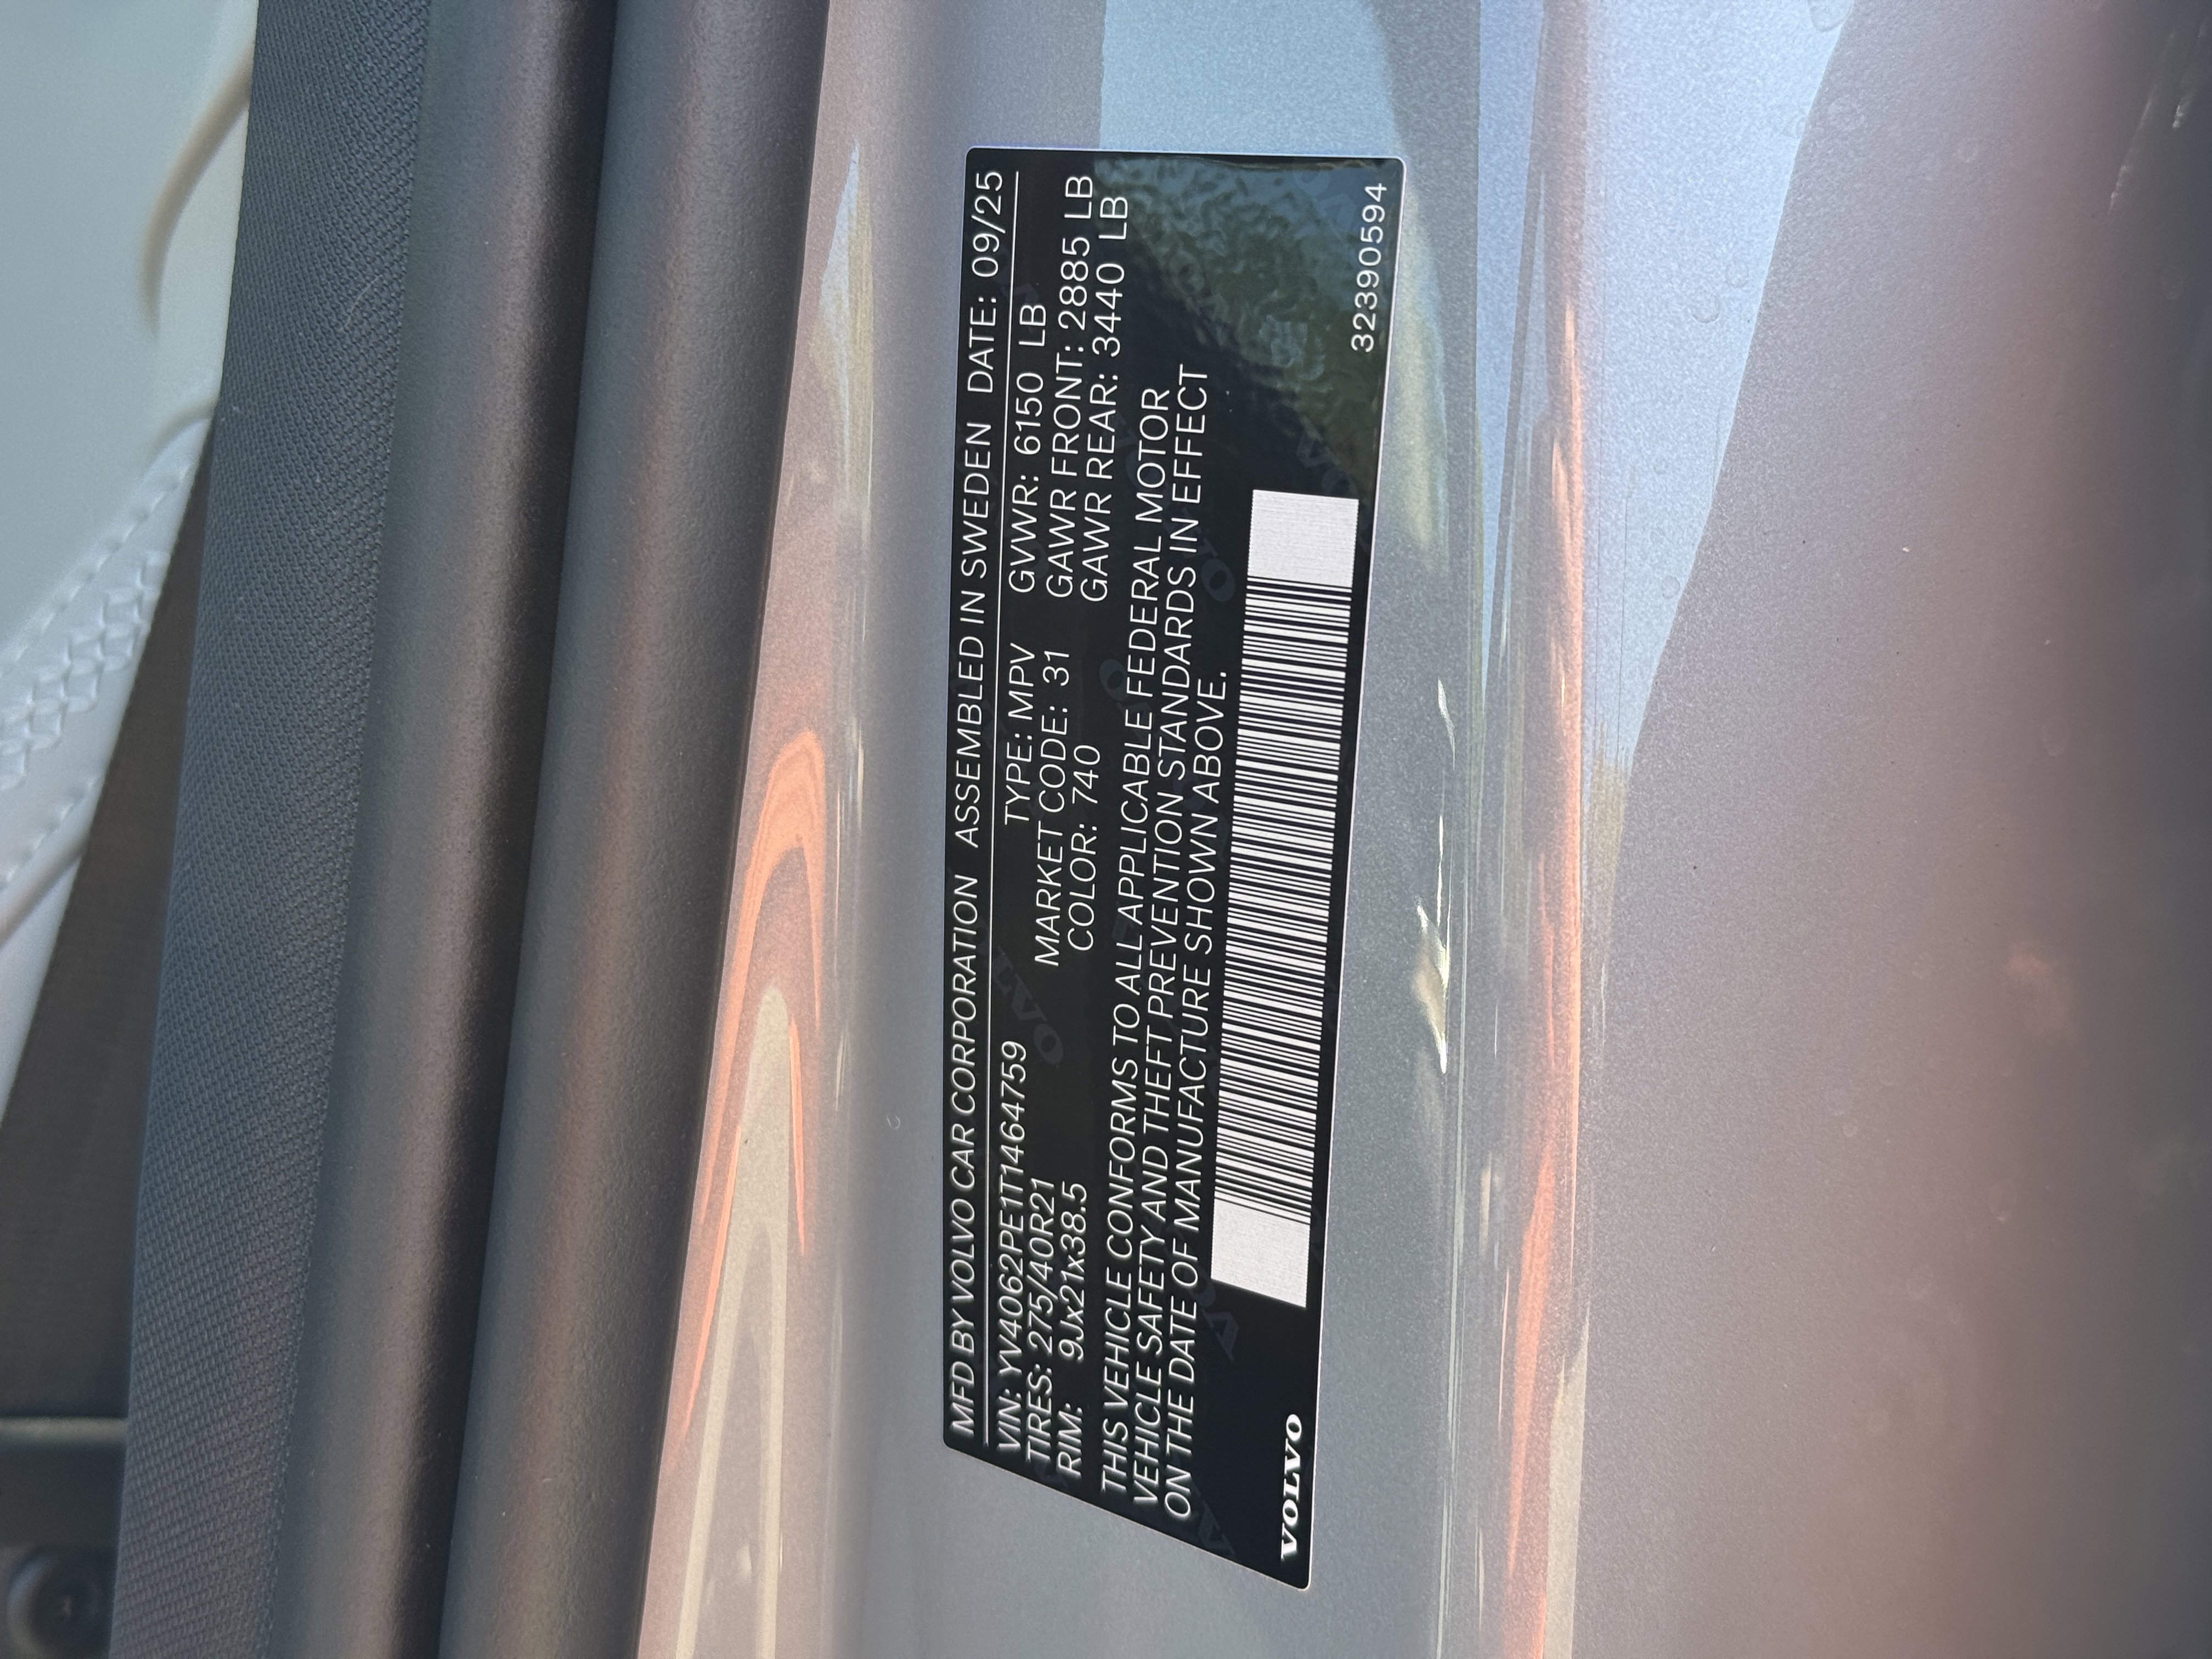 MFD BY VOLVO CAR CORPORATION ASSEMBLED IN SWEDEN DATE: 09/25
VIN: YV4062PE1T1464759 TYPE: MPV GVWR: 6150 LB
TIRES: 275/40R21 MARKET CODE: 31 GAWR FRONT: 2885 LB
RIM: 9Jx21x38.5 COLOR: 740 GAWR REAR: 3440 LB
THIS VEHICLE CONFORMS TO ALL APPLICABLE FEDERAL MOTOR
VEHICLE SAFETY AND THEFT PREVENTION STANDARDS IN EFFECT
ON THE DATE OF MANUFACTURE SHOWN ABOVE.
VOLVO 32390594